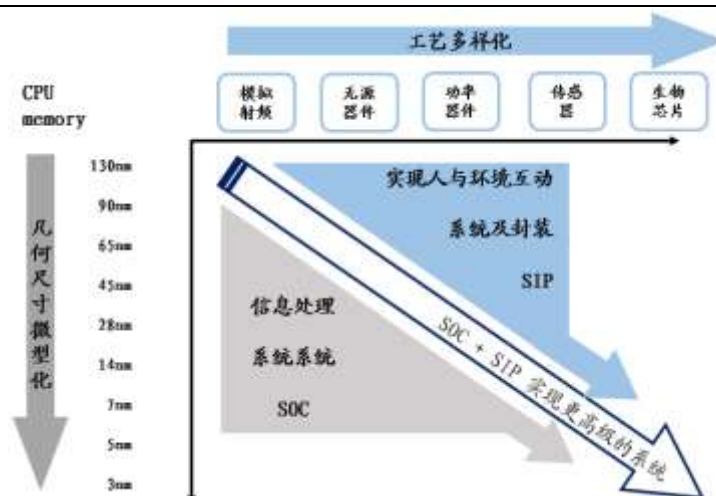 工艺多样化
CPU
memory
模拟
射频
无源
器件
功率
器件
传感
器
生物
芯片
几何尺寸微型化
130nm
90nm
65nm
45nm
28nm
14nm
7nm
5nm
3nm
实现人与环境互动
系统及封装
SIP
信息处理
系统系统
SOC
SOC + SIP 实现更高级的系统